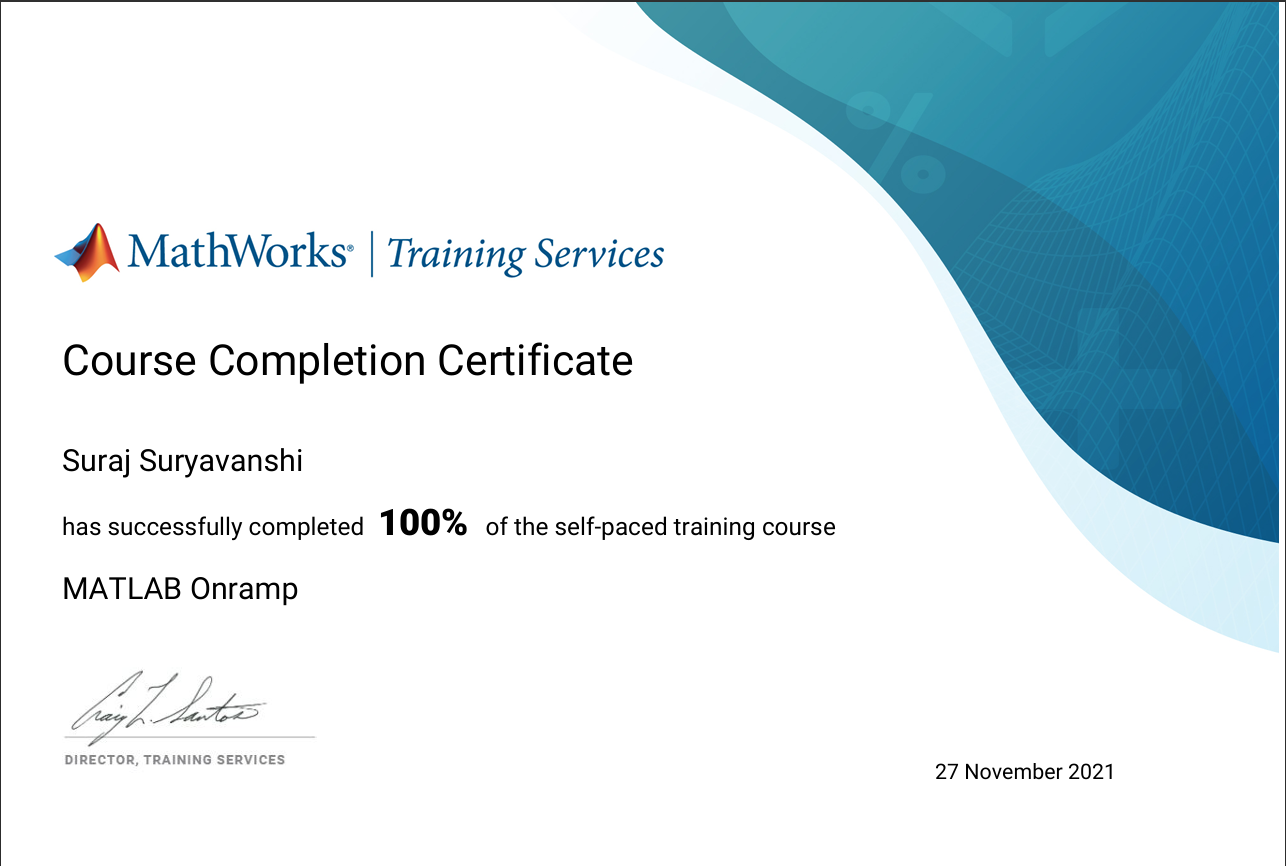 MathWorks® | Training Services
Course Completion Certificate
Suraj Suryavanshi
has successfully completed 100% of the self-paced training course
MATLAB Onramp
Craig L. Santos
DIRECTOR, TRAINING SERVICES
27 November 2021